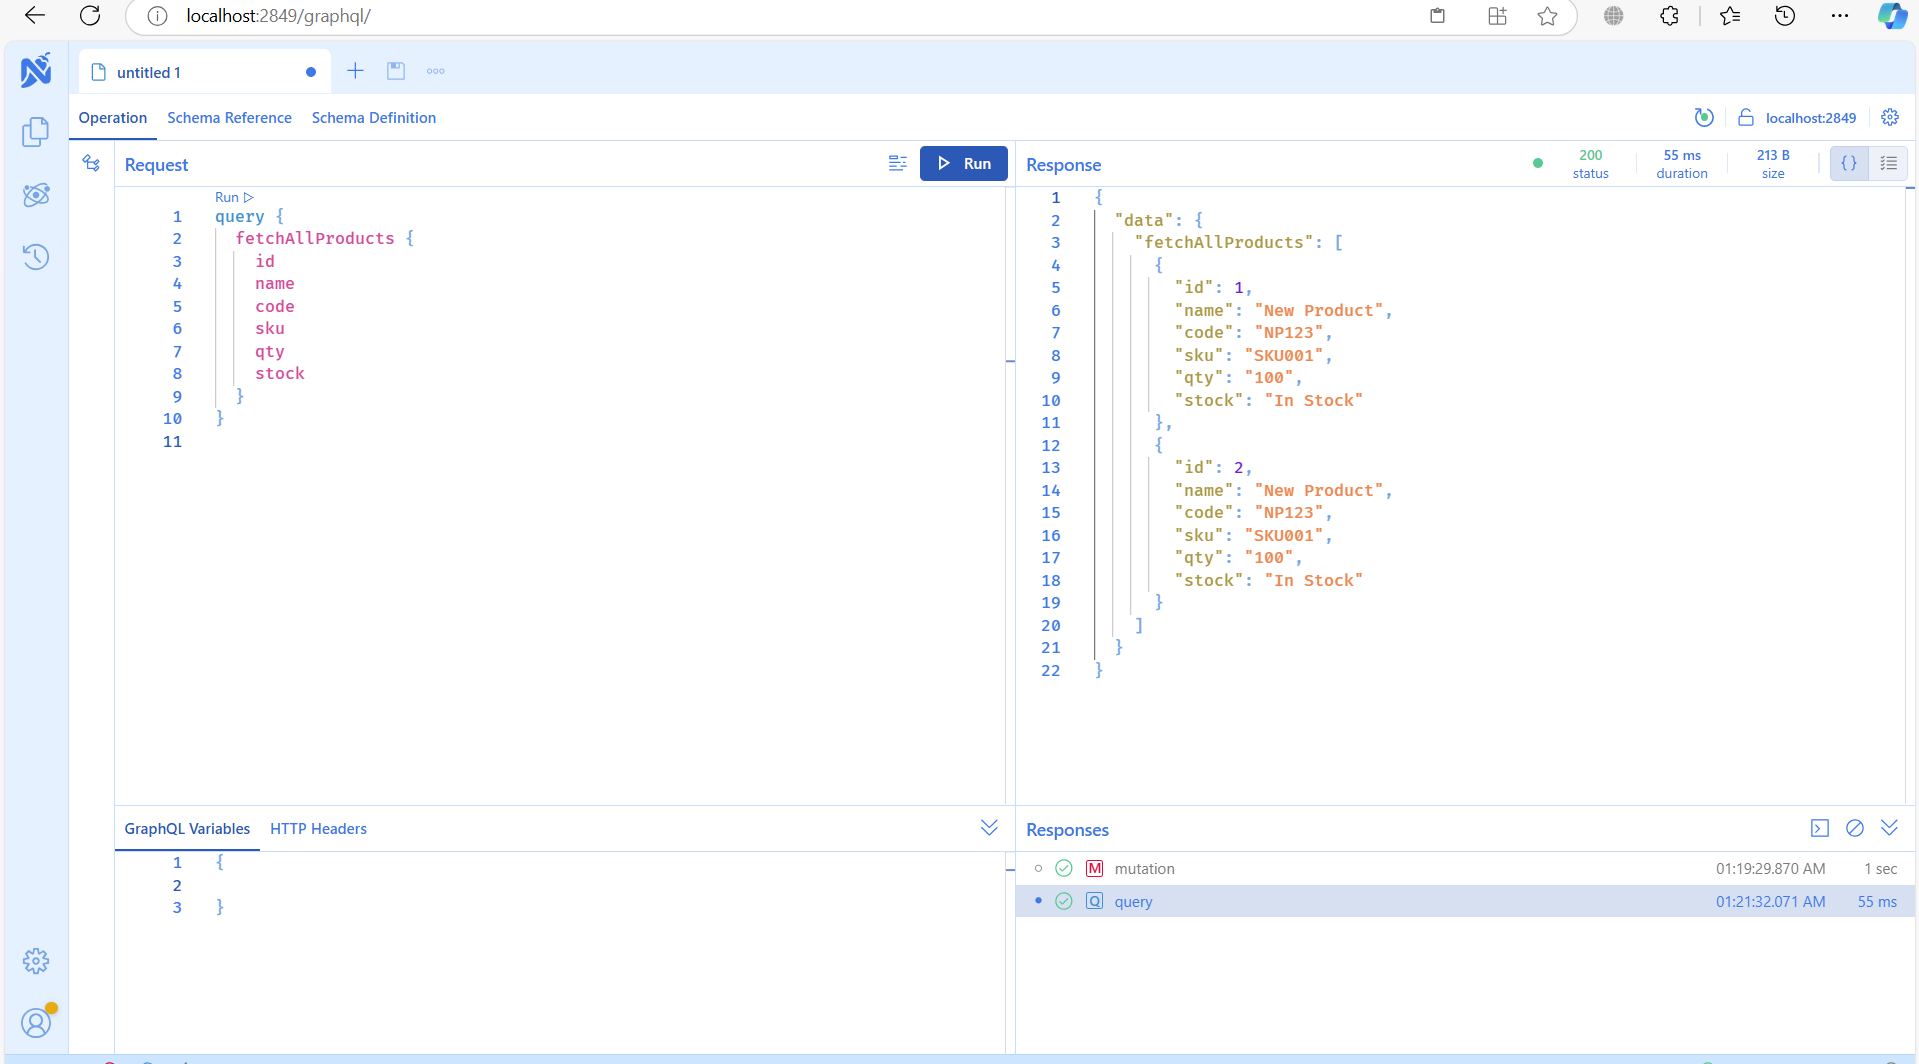 localhost:2849/graphql/
untitled 1
Operation
Schema Reference
Schema Definition
localhost:2849
Request
Run
Run ▷
1 query {
2 fetchAllProducts {
3 id
4 name
5 code
6 sku
7 qty
8 stock
9 }
10 }
11
Response
200
status
55 ms
duration
213 B
size
{ }
1 {
2 "data": {
3 "fetchAllProducts": [
4 {
5 "id": 1,
6 "name": "New Product",
7 "code": "NP123",
8 "sku": "SKU001",
9 "qty": "100",
10 "stock": "In Stock"
11 },
12 {
13 "id": 2,
14 "name": "New Product",
15 "code": "NP123",
16 "sku": "SKU001",
17 "qty": "100",
18 "stock": "In Stock"
19 }
20 ]
21 }
22 }
GraphQL Variables
HTTP Headers
1 {
2
3 }
Responses
M mutation 01:19:29.870 AM 1 sec
Q query 01:21:32.071 AM 55 ms